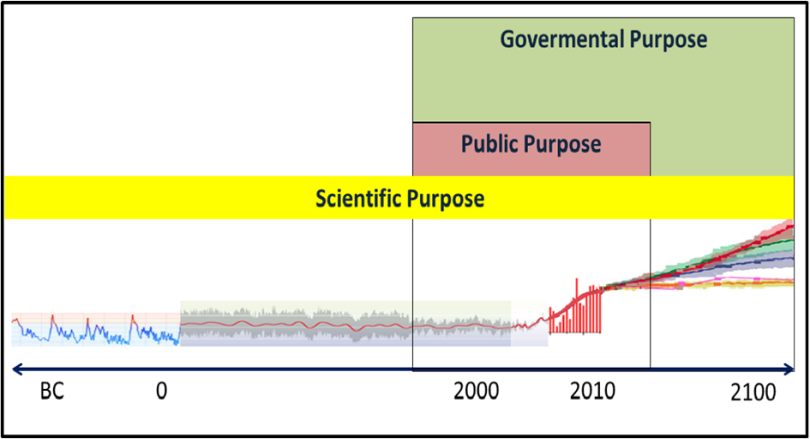 Govermental Purpose
Public Purpose
Scientific Purpose
BC 0 2000 2010 2100